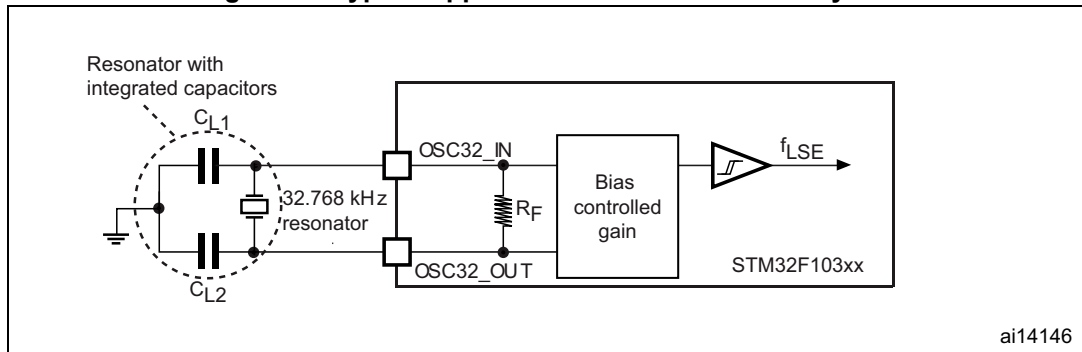 Resonator with
integrated capacitors
CL1
OSC32_IN
fLSE
32.768 kHz
resonator
RF
Bias
controlled
gain
OSC32_OUT
STM32F103xx
CL2
ai14146